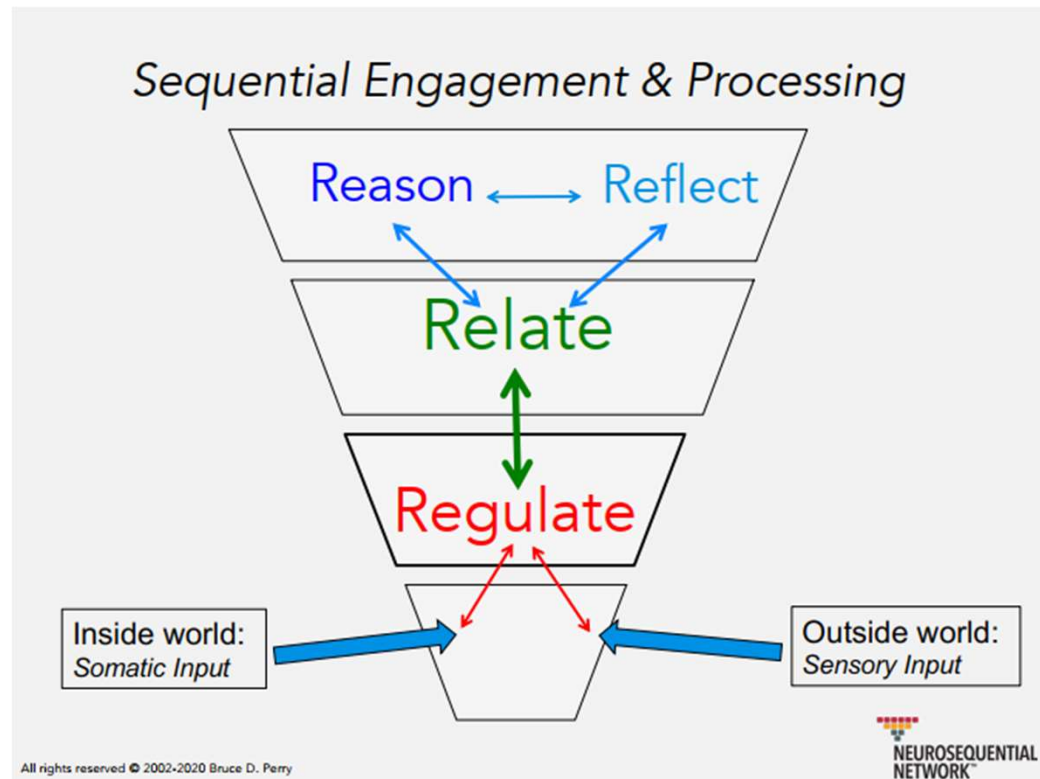 Sequential Engagement & Processing
Reason
Reflect
Relate
Regulate
Inside world:
Somatic Input
Outside world:
Sensory Input
All rights reserved © 2002-2020 Bruce D. Perry
NEUROSEQUENTIAL
NETWORK™